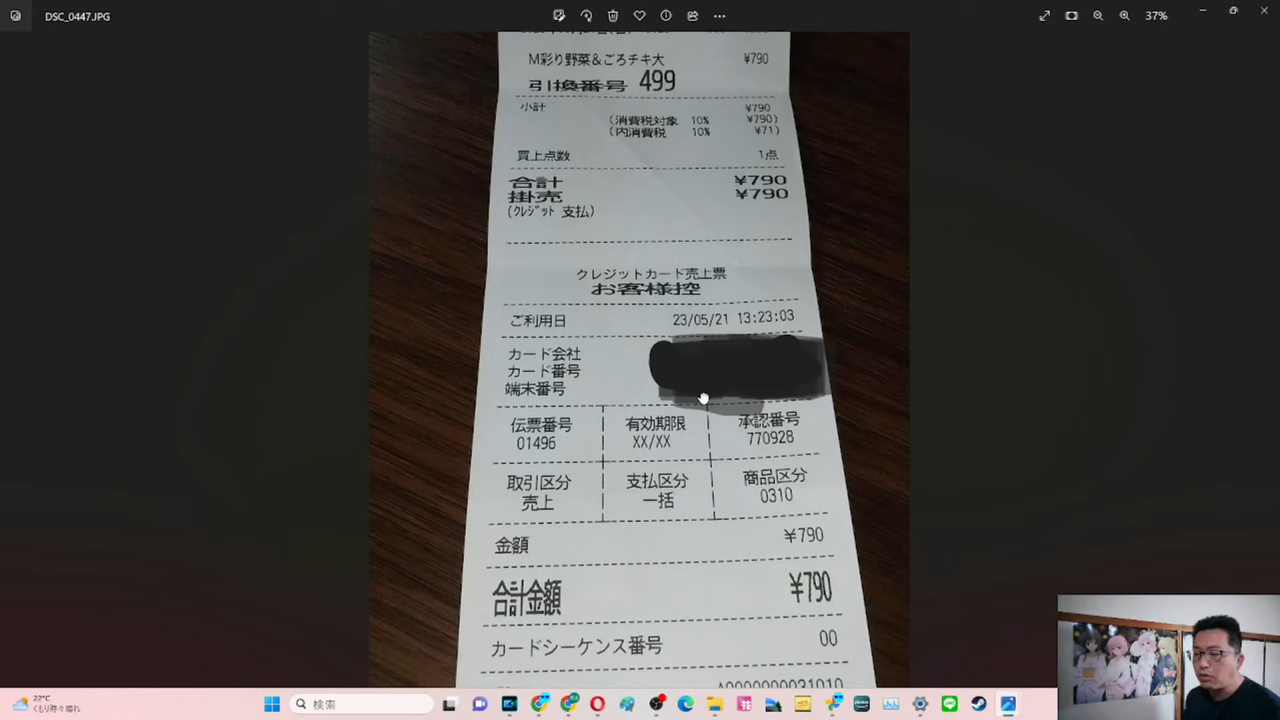 DSC_0447.JPG
37%
M彩り野菜&ごろチキ大 ¥790
引換番号 499
小計 ¥790
(消費税対象 10% ¥790)
(内消費税 10% ¥71)
買上点数 1点
合計 ¥790
掛売 ¥790
(ｸﾚｼﾞｯﾄ 支払)
クレジットカード売上票
お客様控
ご利用日 23/05/21 13:23:03
カード会社
カード番号
端末番号
伝票番号 有効期限 承認番号
01496 XX/XX 770928
取引区分 支払区分 商品区分
売上 一括 0310
金額 ¥790
合計金額 ¥790
カードシーケンス番号 00
22°C
くもり時々晴れ
検索